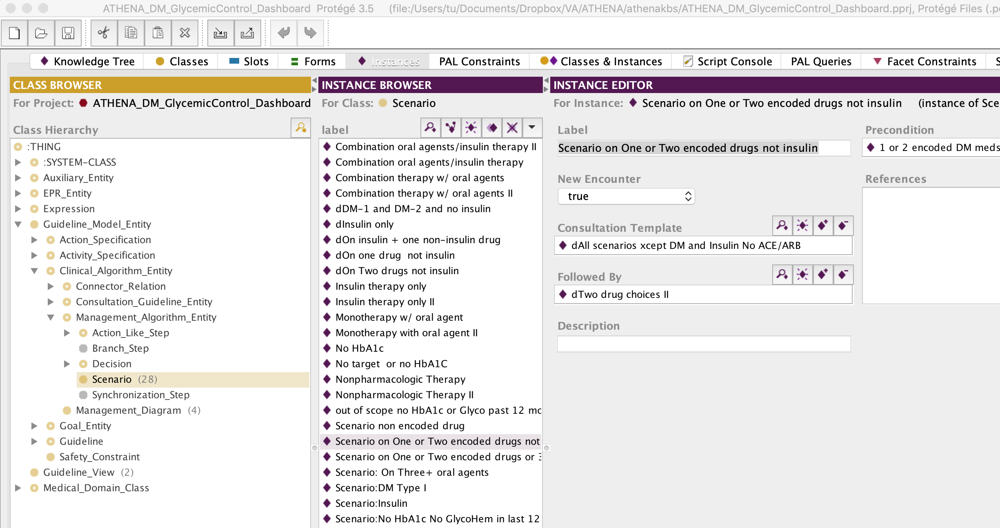 ATHENA_DM_GlycemicControl_Dashboard Protégé 3.5 (file:/Users/tu/Documents/Dropbox/VA/ATHENA/athenakbs/ATHENA_DM_GlycemicControl_Dashboard.pprj, Protégé Files (.p
Knowledge Tree
Classes
Slots
Forms
Instances
PAL Constraints
Classes & Instances
Script Console
PAL Queries
Facet Constraints
S
CLASS BROWSER
For Project: ATHENA_DM_GlycemicControl_Dashboard
Class Hierarchy
:THING
:SYSTEM-CLASS
Auxiliary_Entity
EPR_Entity
Expression
Guideline_Model_Entity
Action_Specification
Activity_Specification
Clinical_Algorithm_Entity
Connector_Relation
Consultation_Guideline_Entity
Management_Algorithm_Entity
Action_Like_Step
Branch_Step
Decision
Scenario (28)
Synchronization_Step
Management_Diagram (4)
Goal_Entity
Guideline
Safety_Constraint
Guideline_View (2)
Medical_Domain_Class
INSTANCE BROWSER
For Class: Scenario
label
Combination oral agensts/insulin therapy II
Combination oral agents/insulin therapy
Combination therapy w/ oral agents
Combination therapy w/ oral agents II
dDM-1 and DM-2 and no insulin
dInsulin only
dOn insulin + one non-insulin drug
dOn one drug not insulin
dOn Two drugs not insulin
Insulin therapy only
Insulin therapy only II
Monotherapy w/ oral agent
Monotherapy with oral agent II
No HbA1c
No target or no HbA1C
Nonpharmacologic Therapy
Nonpharmacologic Therapy II
out of scope no HbA1c or Glyco past 12 mo
Scenario non encoded drug
Scenario on One or Two encoded drugs not
Scenario on One or Two encoded drugs or 3
Scenario: On Three+ oral agents
Scenario:DM Type I
Scenario:Insulin
Scenario:No HbA1c No GlycoHem in last 12
INSTANCE EDITOR
For Instance: Scenario on One or Two encoded drugs not insulin (instance of Sce
Label
Scenario on One or Two encoded drugs not insulin
New Encounter
true
Consultation Template
dAll scenarios xcept DM and Insulin No ACE/ARB
Followed By
dTwo drug choices II
Description
Precondition
1 or 2 encoded DM meds
References